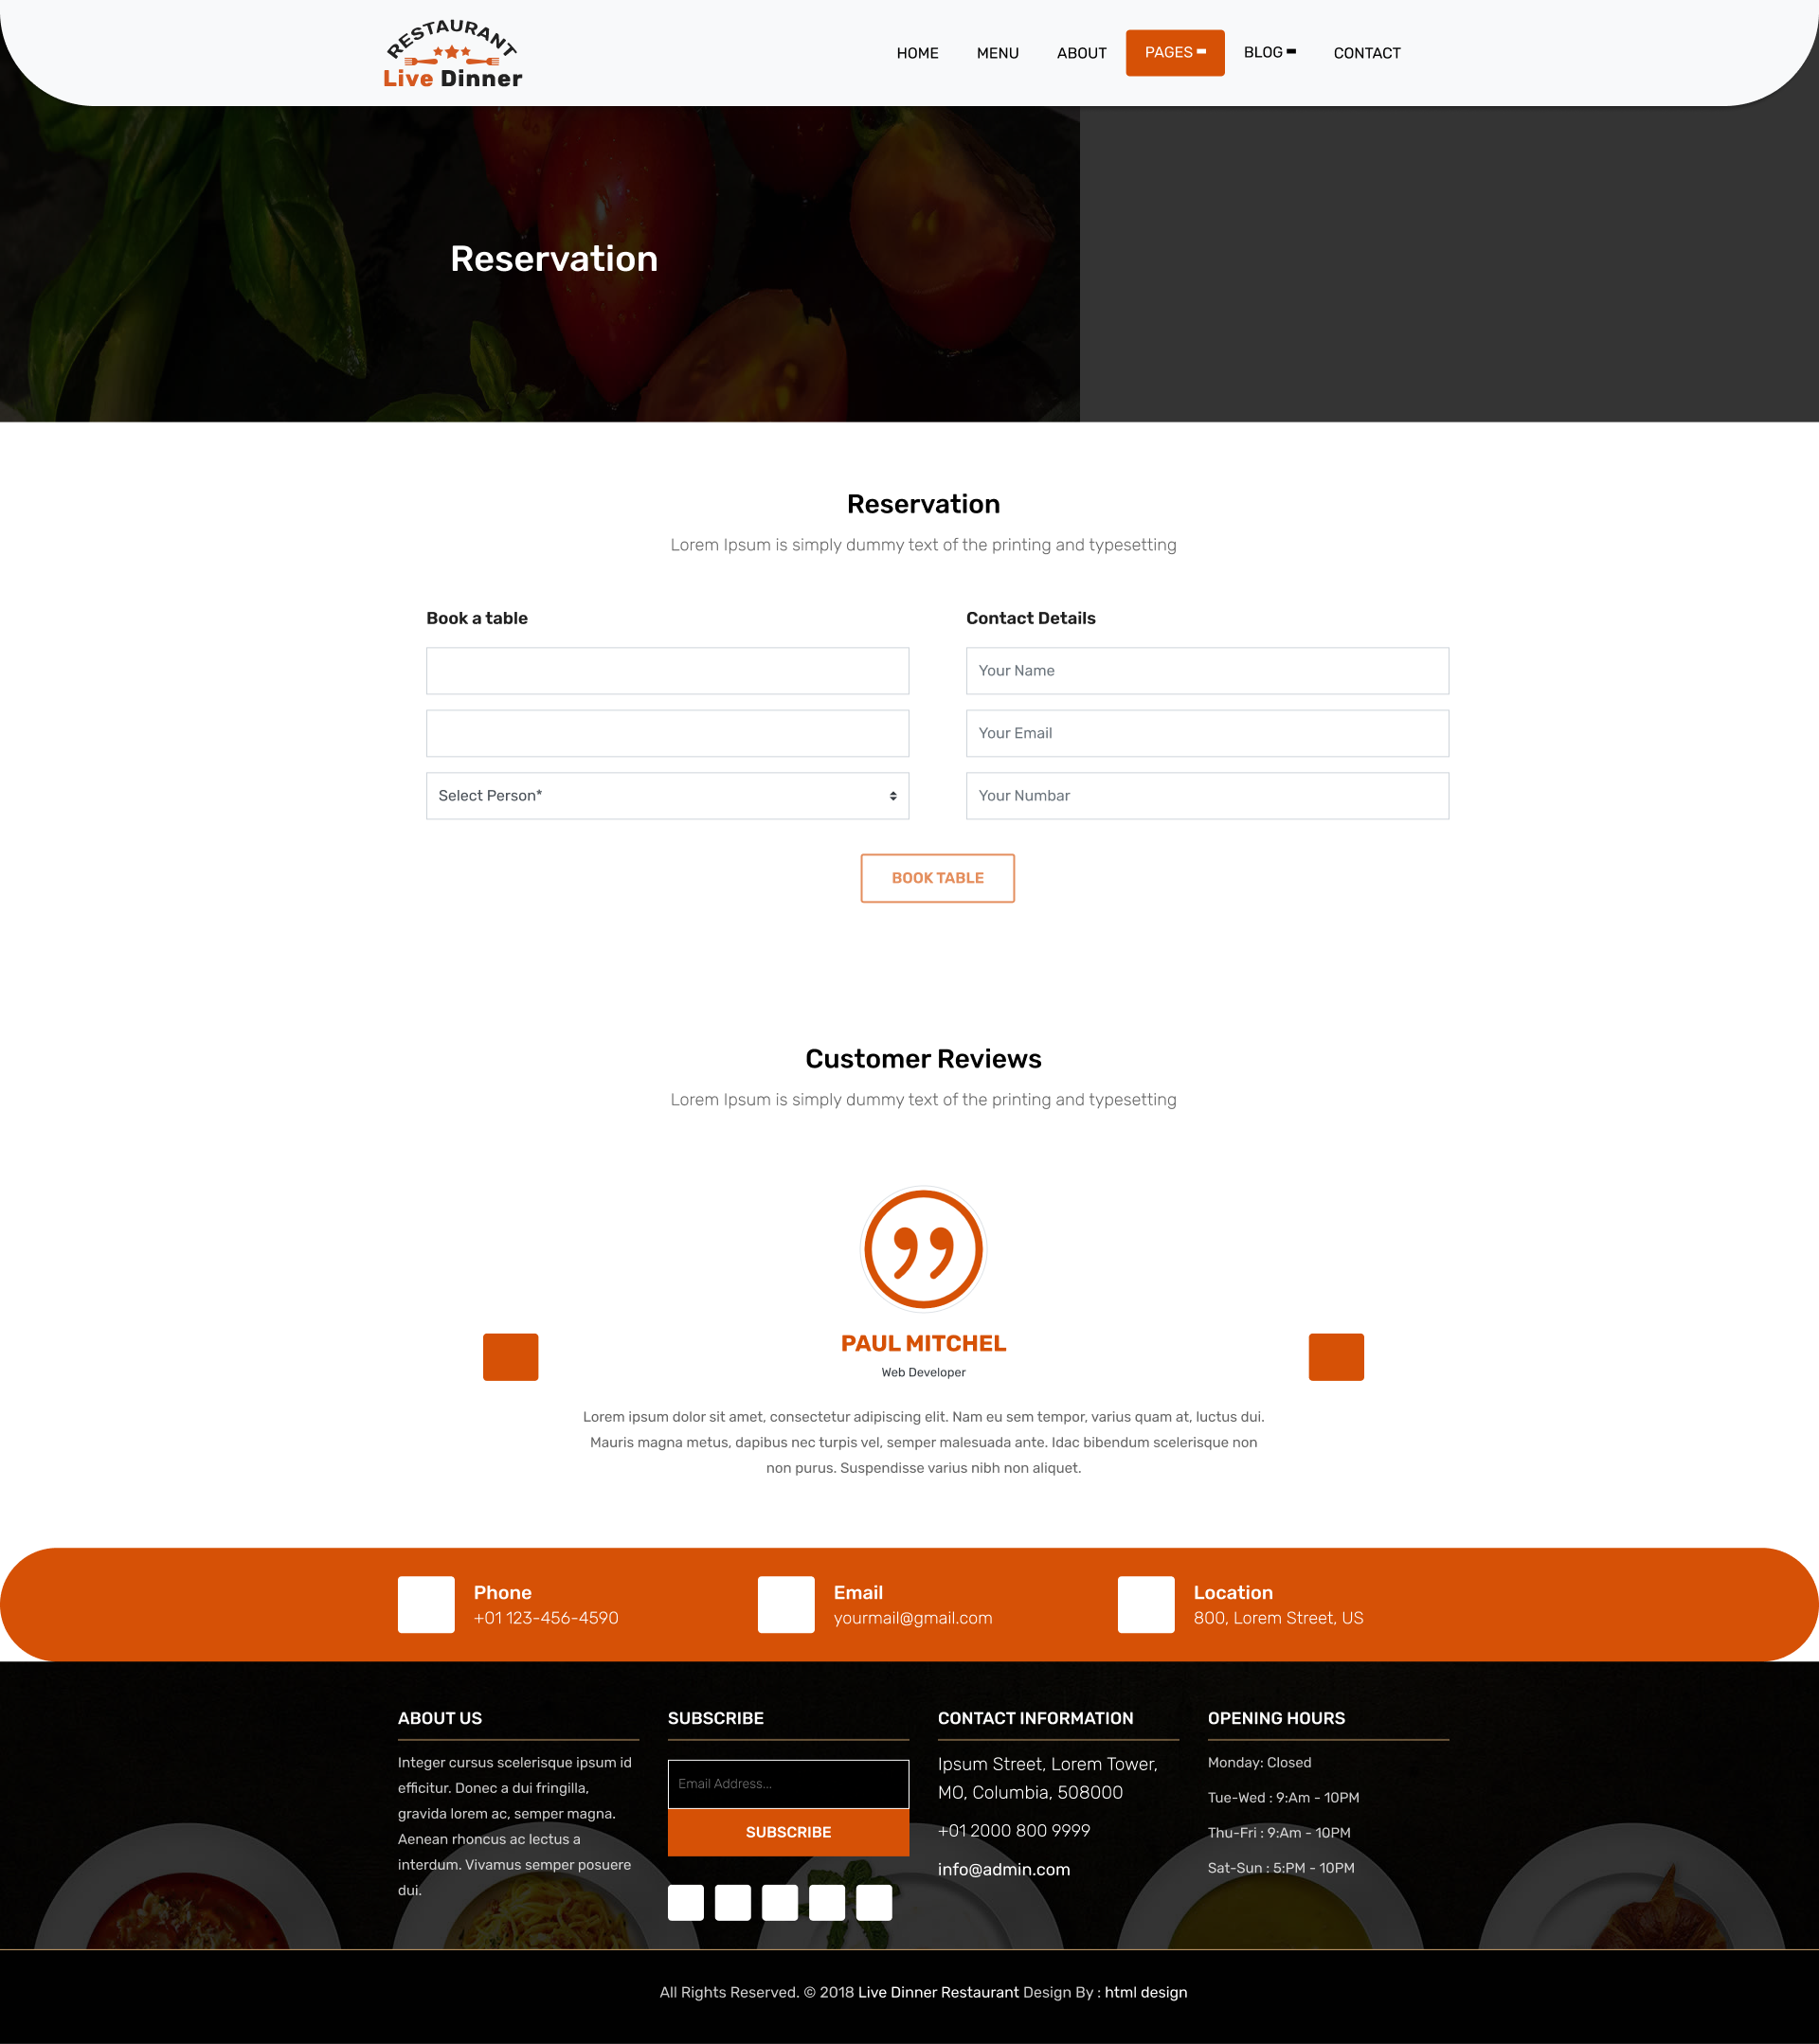 RESTAURANT
Live Dinner
HOME
MENU
ABOUT
PAGES
BLOG
CONTACT
Reservation
Reservation
Lorem Ipsum is simply dummy text of the printing and typesetting
Book a table
Contact Details
Your Name
Your Email
Select Person*
Your Numbar
BOOK TABLE
Customer Reviews
Lorem Ipsum is simply dummy text of the printing and typesetting
PAUL MITCHEL
Web Developer
Lorem ipsum dolor sit amet, consectetur adipiscing elit. Nam eu sem tempor, varius quam at, luctus dui.
Mauris magna metus, dapibus nec turpis vel, semper malesuada ante. Idac bibendum scelerisque non
non purus. Suspendisse varius nibh non aliquet.
Phone
+01 123-456-4590
Email
yourmail@gmail.com
Location
800, Lorem Street, US
ABOUT US
Integer cursus scelerisque ipsum id
efficitur. Donec a dui fringilla,
gravida lorem ac, semper magna.
Aenean rhoncus ac lectus a
interdum. Vivamus semper posuere
dui.
SUBSCRIBE
Email Address...
SUBSCRIBE
CONTACT INFORMATION
Ipsum Street, Lorem Tower,
MO, Columbia, 508000
+01 2000 800 9999
info@admin.com
OPENING HOURS
Monday: Closed
Tue-Wed : 9:Am - 10PM
Thu-Fri : 9:Am - 10PM
Sat-Sun : 5:PM - 10PM
All Rights Reserved. © 2018 Live Dinner Restaurant Design By : html design